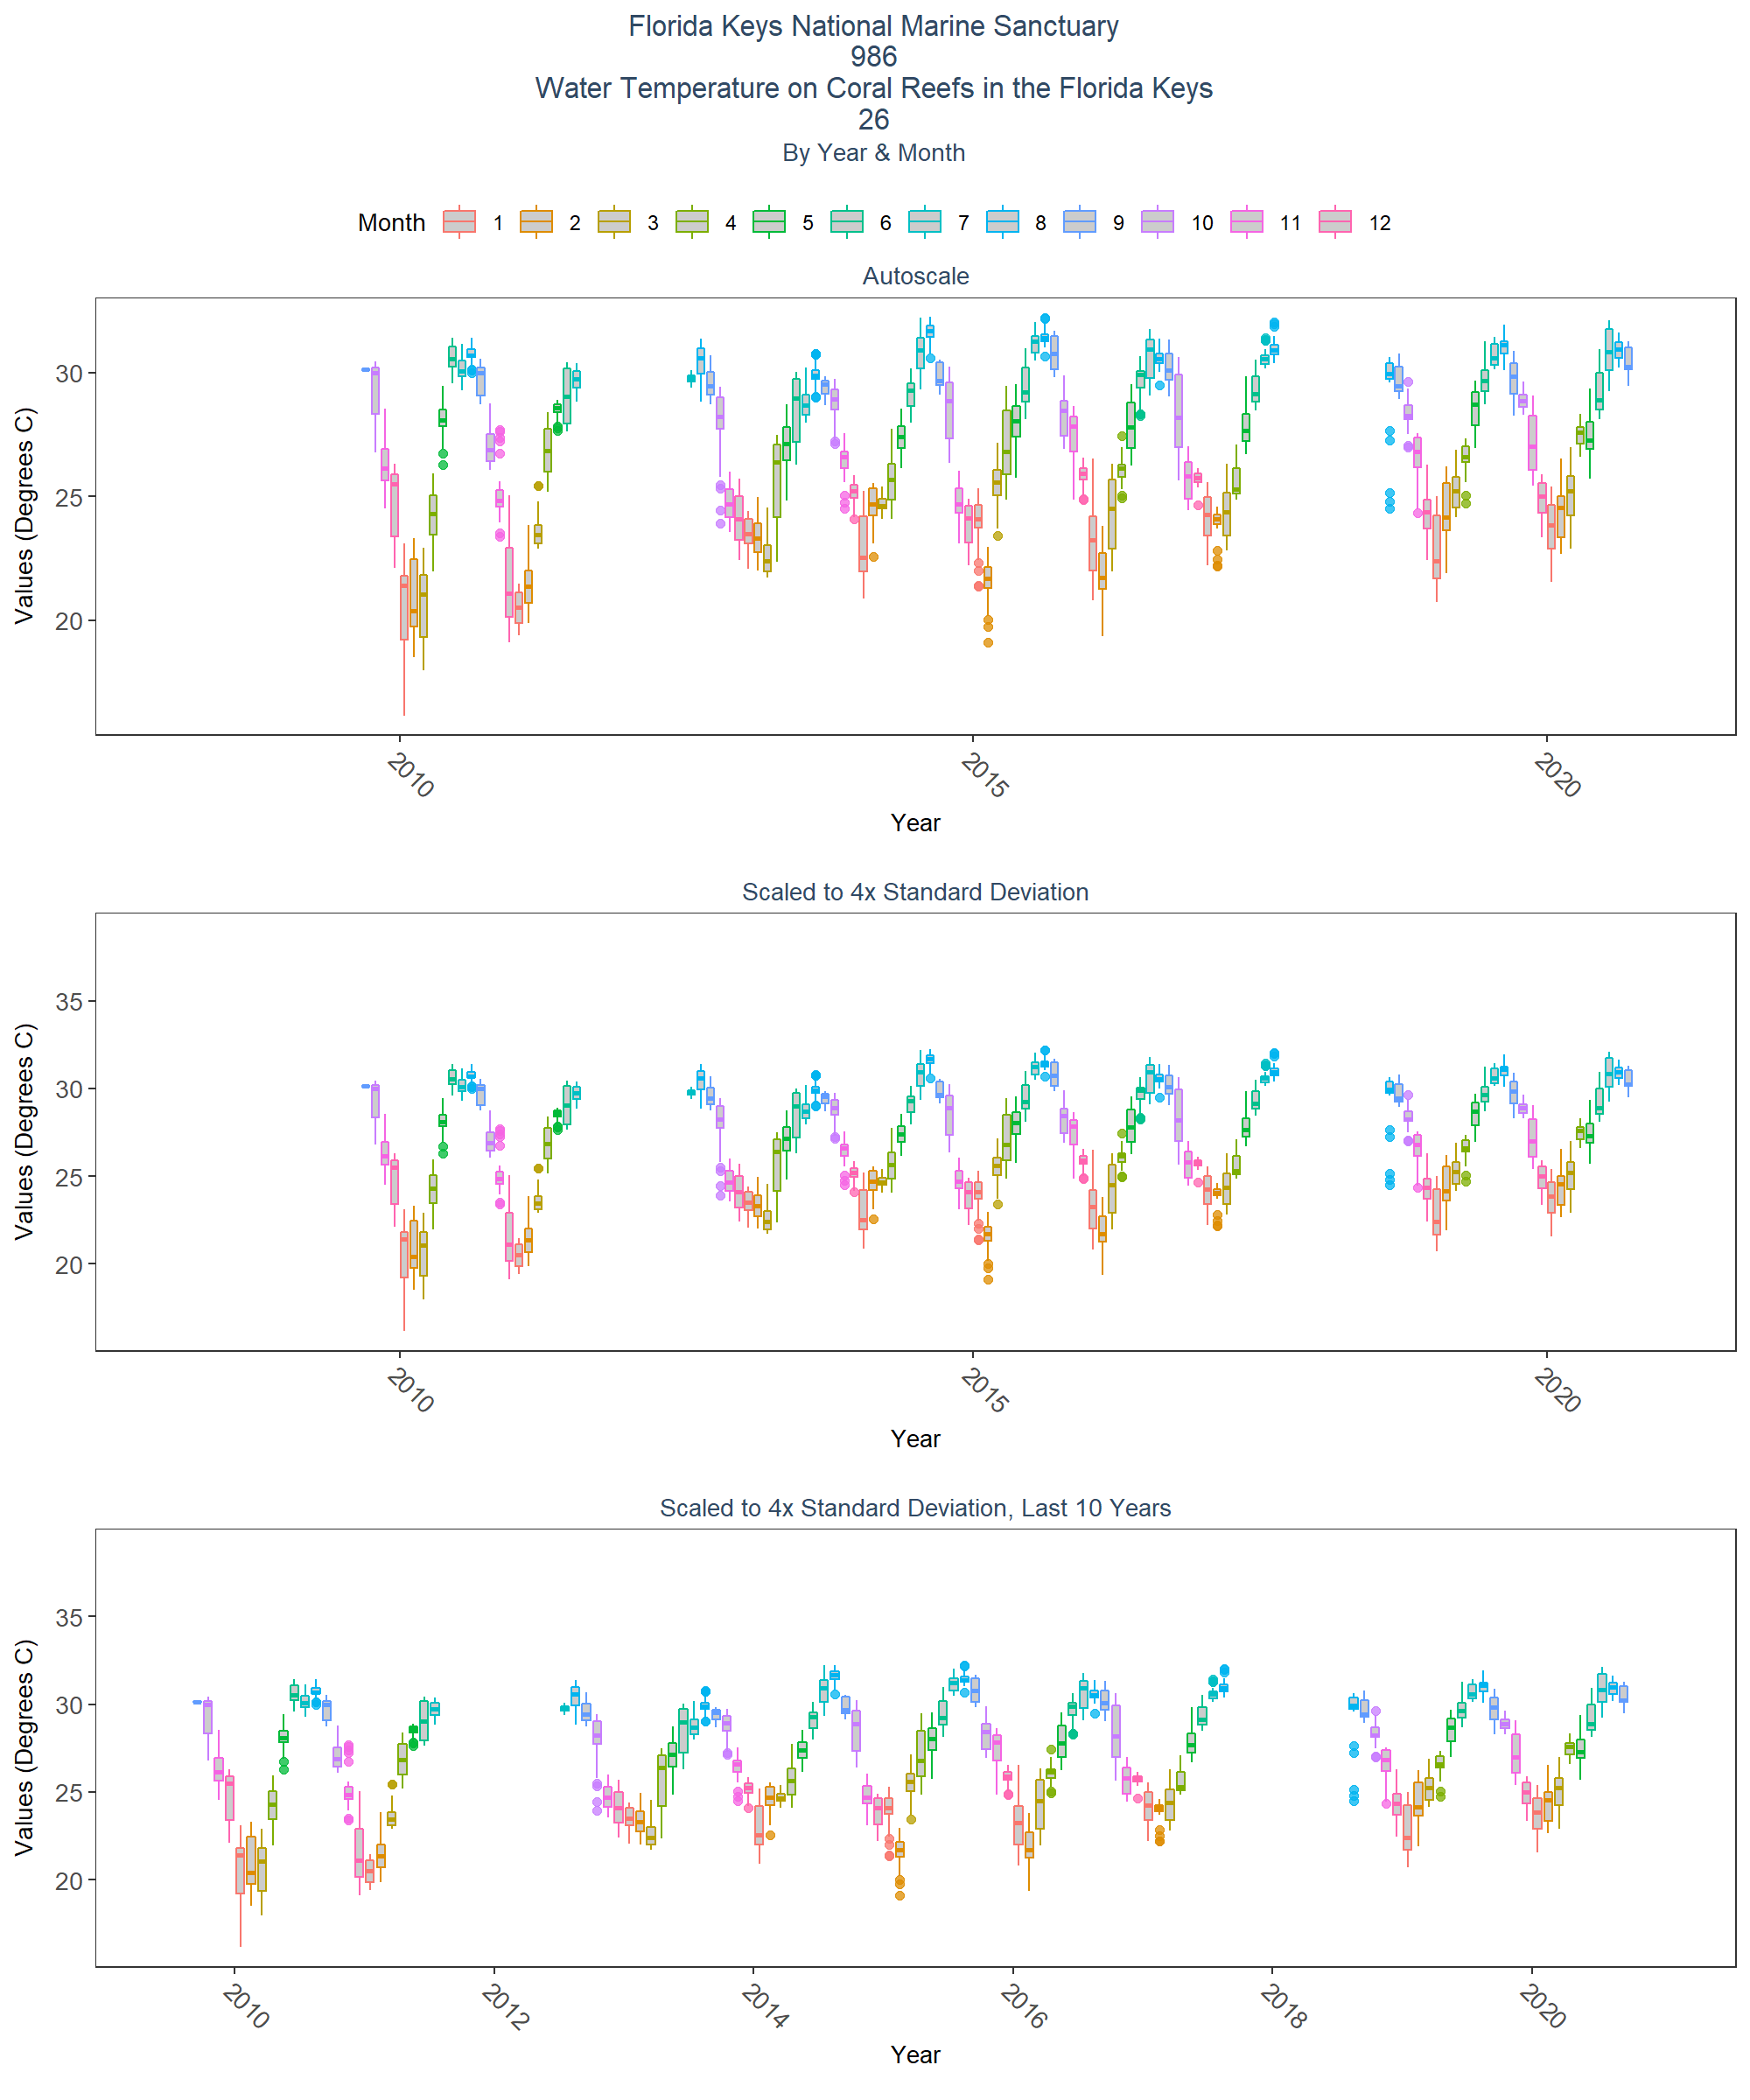 Florida Keys National Marine Sanctuary
986
Water Temperature on Coral Reefs in the Florida Keys
26
By Year & Month
Month 1 2 3 4 5 6 7 8 9 10 11 12
Autoscale
Values (Degrees C)
30
25
20
2010 2015 2020
Year
Scaled to 4x Standard Deviation
Values (Degrees C)
35
30
25
20
2010 2015 2020
Year
Scaled to 4x Standard Deviation, Last 10 Years
Values (Degrees C)
35
30
25
20
2010 2012 2014 2016 2018 2020
Year